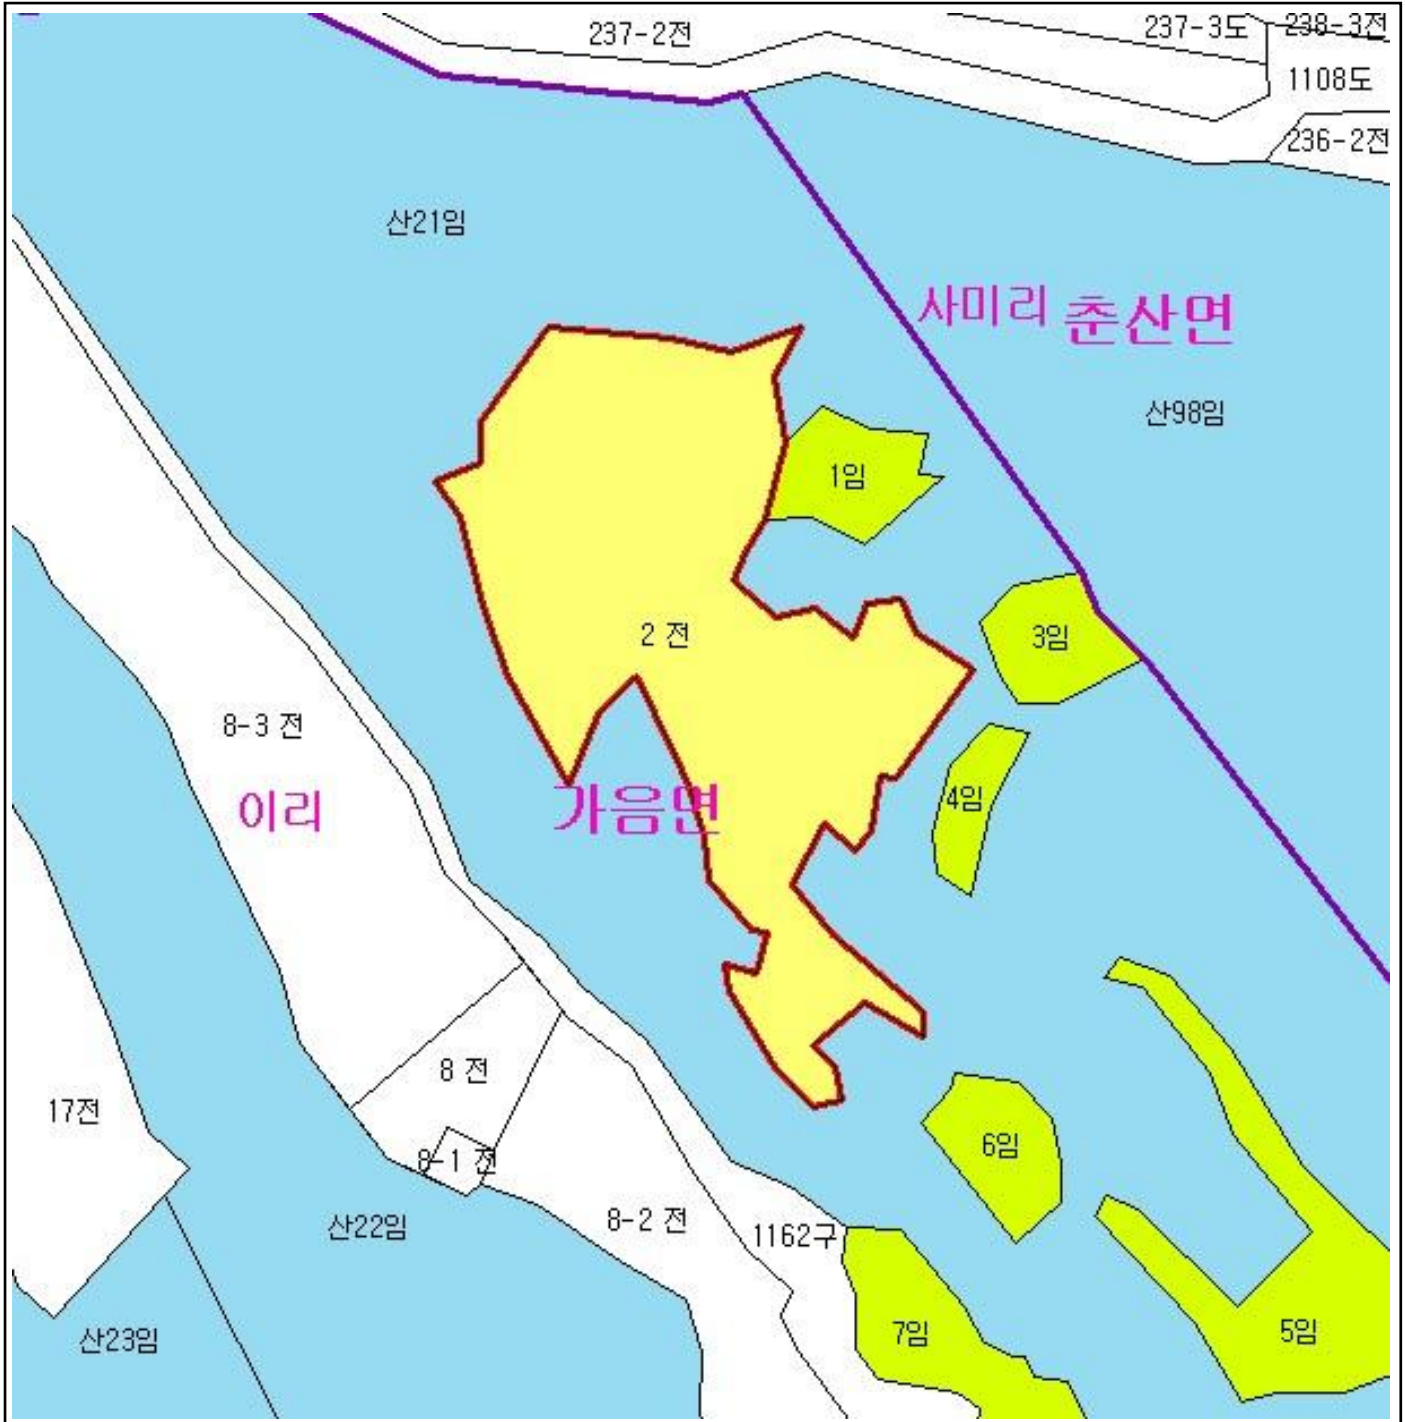 237-2전
237-3도
238-3전
1108도
236-2전
산21임
사미리 춘산면
산98임
1임
2 전
3임
8-3 전
이리
가음면
4임
8 전
17전
6임
8-1 전
8-2 전
산22임
1162구
7임
5임
산23임